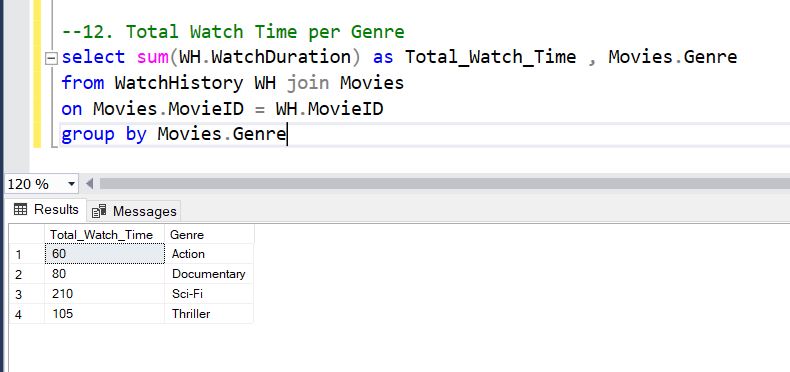 --12. Total Watch Time per Genre
select sum(WH.WatchDuration) as Total_Watch_Time , Movies.Genre
from WatchHistory WH join Movies
on Movies.MovieID = WH.MovieID
group by Movies.Genre
120 %
Results Messages
Total_Watch_Time Genre
1 60 Action
2 80 Documentary
3 210 Sci-Fi
4 105 Thriller